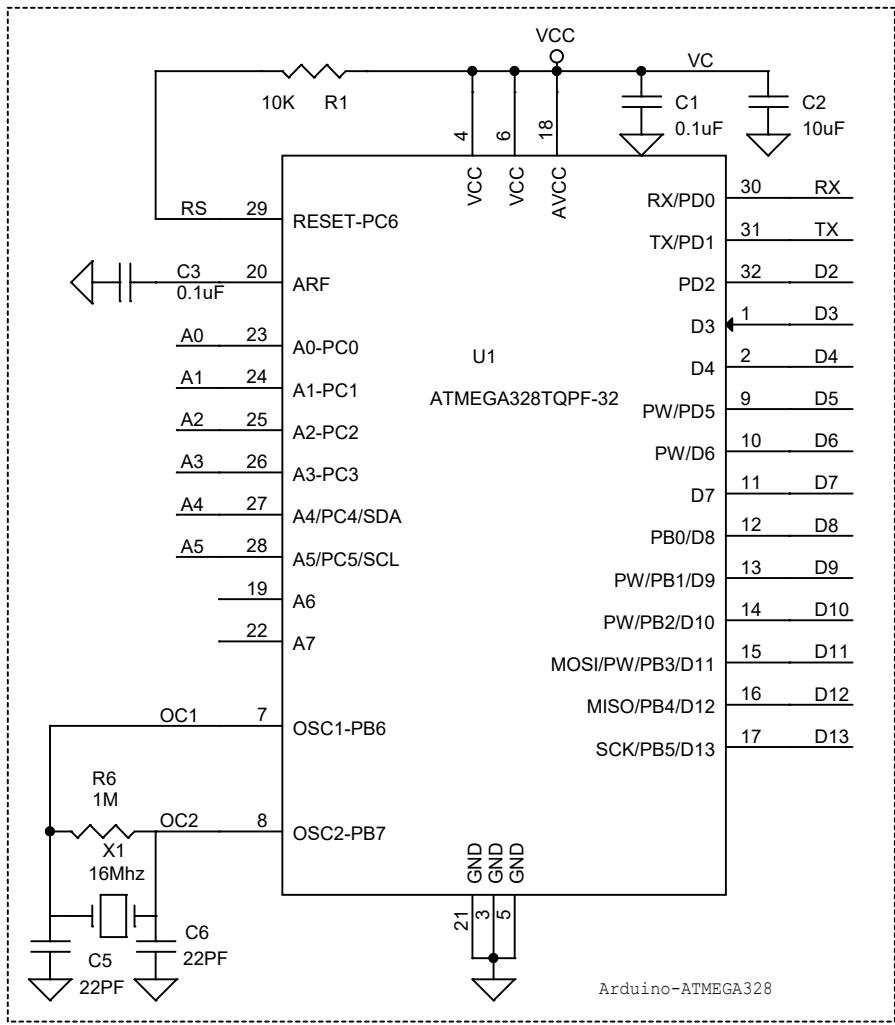 VCC
VC
10K R1
C1
0.1uF
C2
10uF
4
6
18
VCC
VCC
AVCC
RS 29 RESET-PC6
C3
0.1uF
20 ARF
A0 23 A0-PC0
A1 24 A1-PC1
A2 25 A2-PC2
A3 26 A3-PC3
A4 27 A4/PC4/SDA
A5 28 A5/PC5/SCL
19 A6
22 A7
OC1 7 OSC1-PB6
OC2 8 OSC2-PB7
R6
1M
X1
16Mhz
C5
22PF
C6
22PF
U1
ATMEGA328TQPF-32
RX/PD0 30 RX
TX/PD1 31 TX
PD2 32 D2
D3 1 D3
D4 2 D4
PW/PD5 9 D5
PW/D6 10 D6
D7 11 D7
PB0/D8 12 D8
PW/PB1/D9 13 D9
PW/PB2/D10 14 D10
MOSI/PW/PB3/D11 15 D11
MISO/PB4/D12 16 D12
SCK/PB5/D13 17 D13
GND
GND
GND
21
3
5
Arduino-ATMEGA328